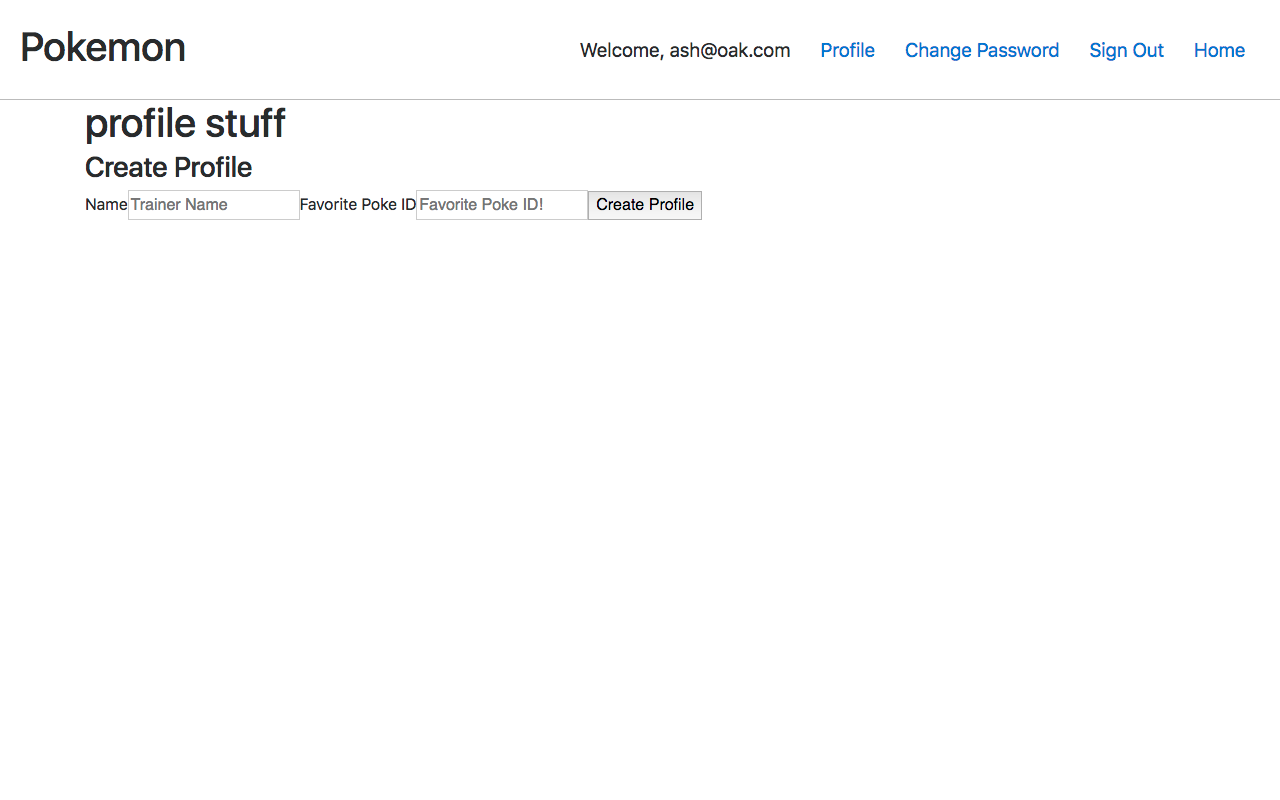 Pokemon
Welcome, ash@oak.com Profile Change Password Sign Out Home
profile stuff
Create Profile
Name Trainer Name Favorite Poke ID Favorite Poke ID! Create Profile